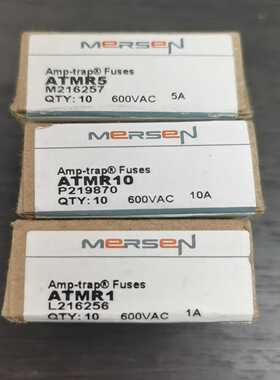 MERSEN
Amp-trap® Fuses
ATMR5
M216257
QTY: 10 600VAC 5A
MERSEN
Amp-trap® Fuses
ATMR10
P219870
QTY: 10 600VAC 10A
MERSEN
Amp-trap® Fuses
ATMR1
L216256
QTY: 10 600VAC 1A